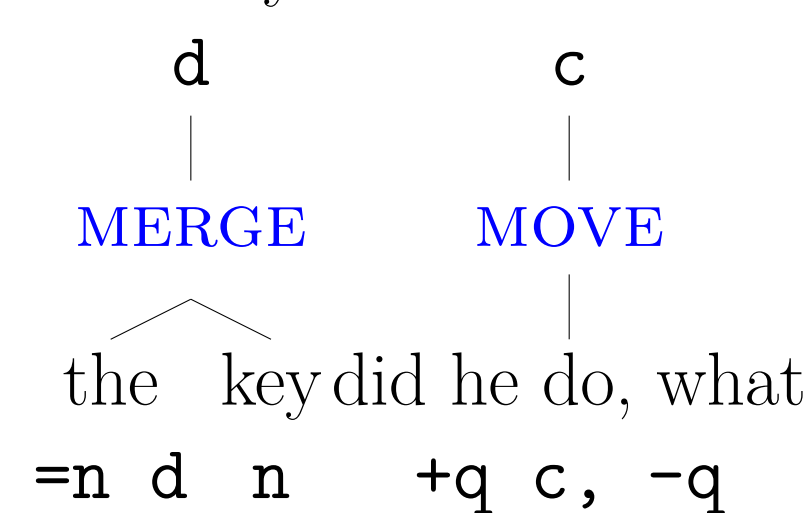 d c
MERGE MOVE
the key did he do, what
=n d n +q c, -q